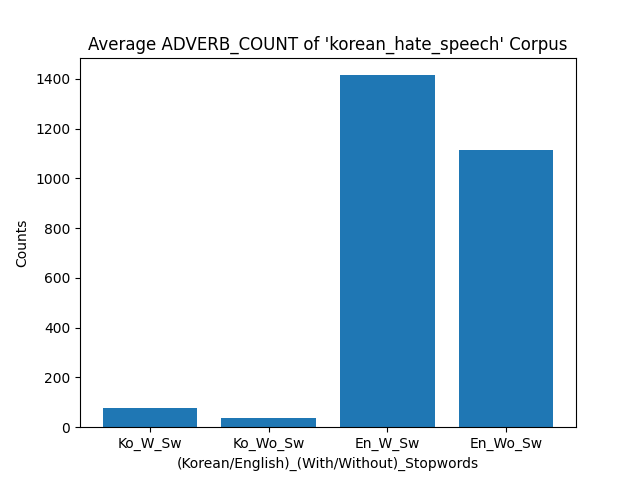 Average ADVERB_COUNT of 'korean_hate_speech' Corpus
1400
1200
1000
800
600
400
200
0
Counts
Ko_W_Sw
Ko_Wo_Sw
En_W_Sw
En_Wo_Sw
(Korean/English)_(With/Without)_Stopwords